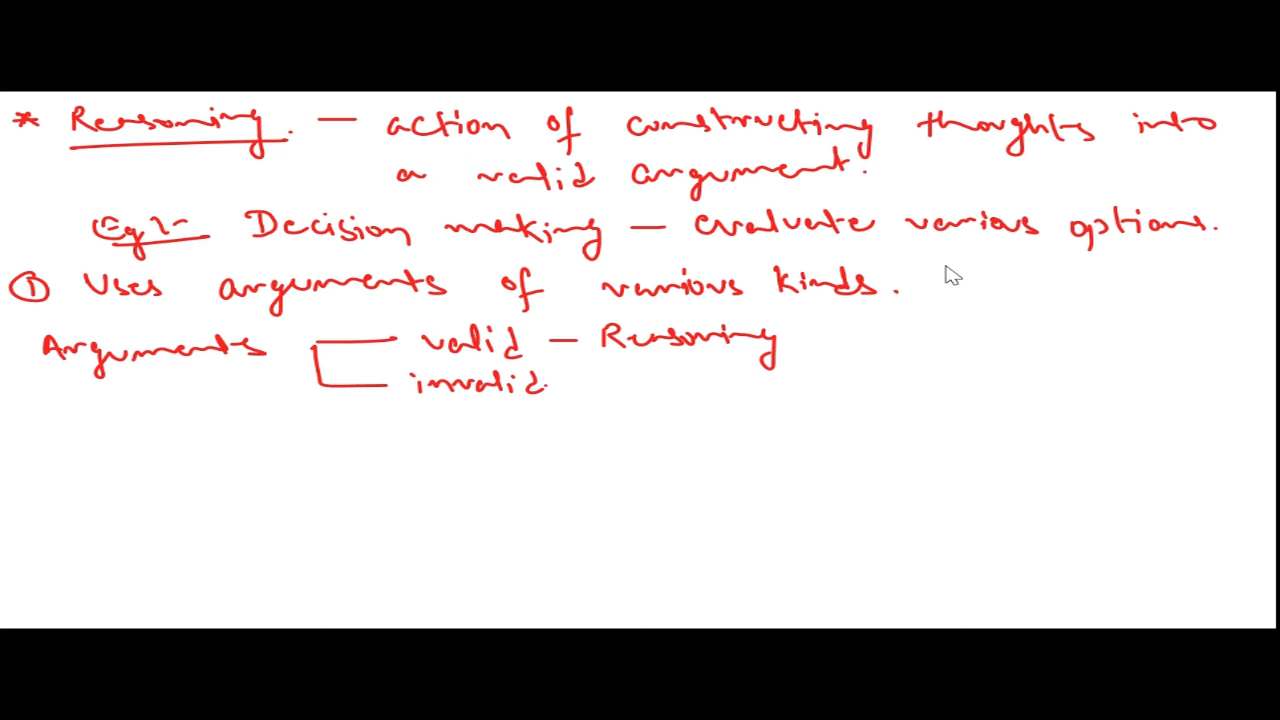 * Reasoning. — action of constructing thoughts into
a valid argument.
Eg:- Decision making — evaluate various options.
① Uses arguments of various kinds.
Arguments valid — Reasoning
invalid.